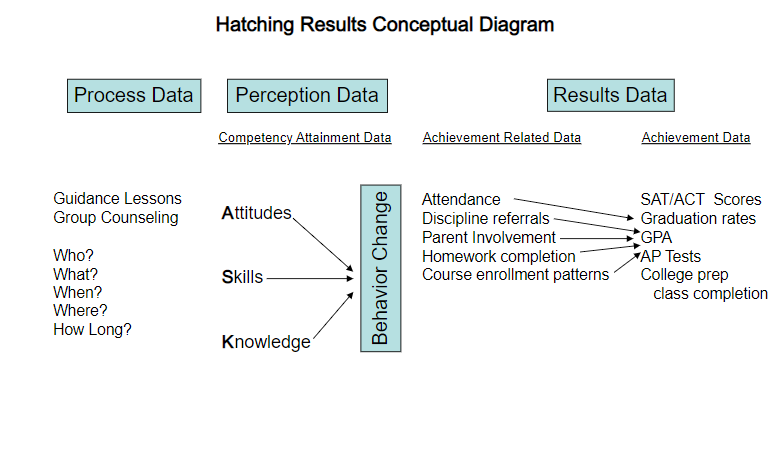 Hatching Results Conceptual Diagram
Process Data
Perception Data
Results Data
Competency Attainment Data
Achievement Related Data
Achievement Data
Guidance Lessons
Group Counseling
Who?
What?
When?
Where?
How Long?
Attitudes
Skills
Knowledge
Behavior Change
Attendance
Discipline referrals
Parent Involvement
Homework completion
Course enrollment patterns
SAT/ACT Scores
Graduation rates
GPA
AP Tests
College prep
class completion